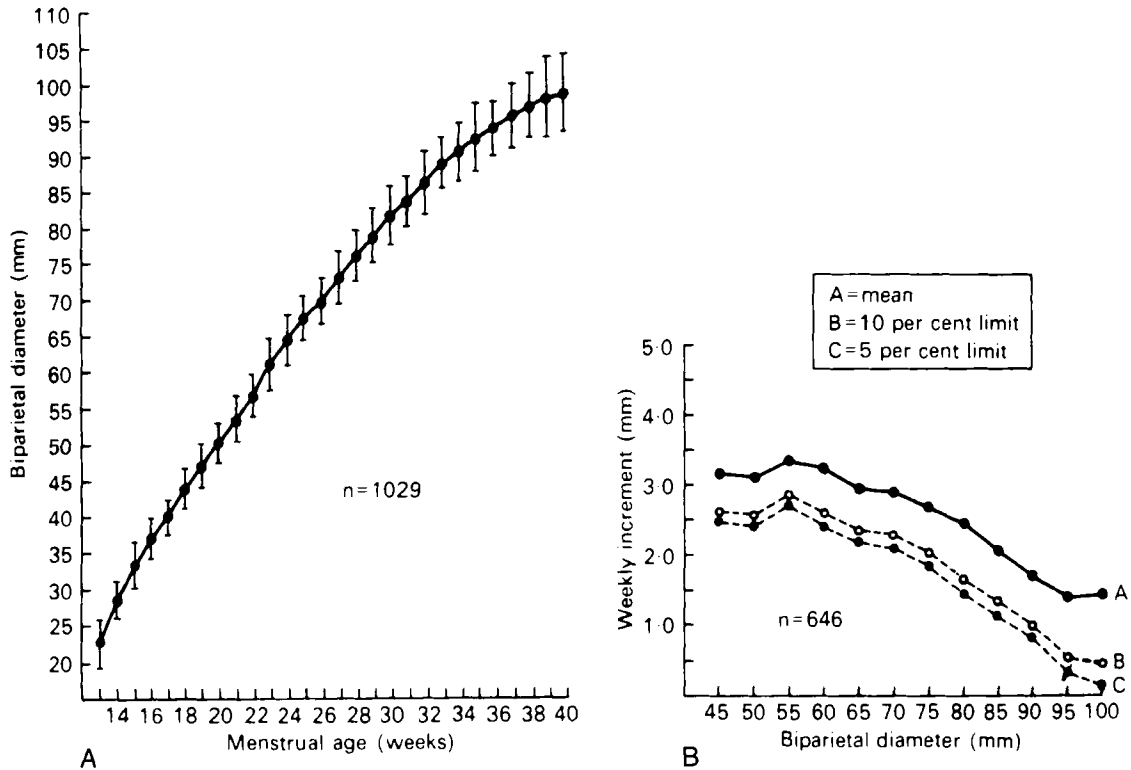 110
105
100
95
90
85
80
75
70
65
60
55
50
45
40
35
30
25
20
Biparietal diameter (mm)
n=1029
14 16 18 20 22 24 26 28 30 32 34 36 38 40
Menstrual age (weeks)
A
A=mean
B=10 per cent limit
C=5 per cent limit
5·0
4·0
3·0
2·0
1·0
Weekly increment (mm)
n=646
A
B
C
45 50 55 60 65 70 75 80 85 90 95 100
Biparietal diameter (mm)
B